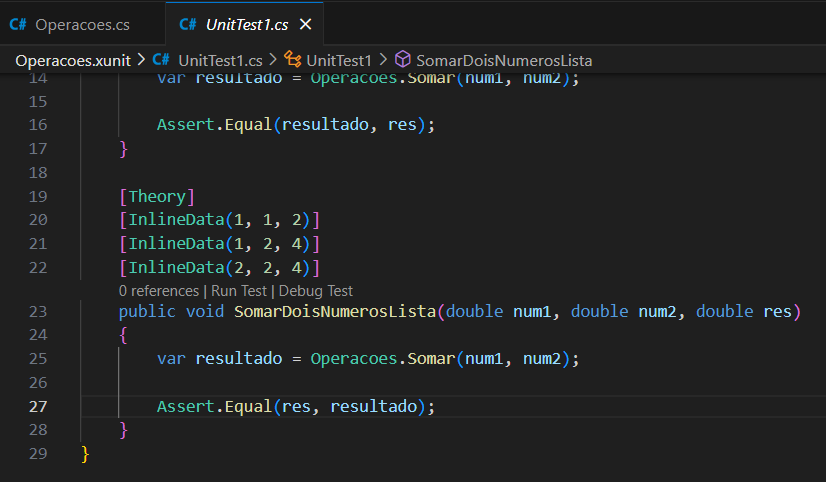 C# Operacoes.cs C# UnitTest1.cs ×
Operacoes.xunit > C# UnitTest1.cs > UnitTest1 > SomarDoisNumerosLista
14 var resultado = Operacoes.Somar(num1, num2);
15
16 Assert.Equal(resultado, res);
17 }
18
19 [Theory]
20 [InlineData(1, 1, 2)]
21 [InlineData(1, 2, 4)]
22 [InlineData(2, 2, 4)]
0 references | Run Test | Debug Test
23 public void SomarDoisNumerosLista(double num1, double num2, double res)
24 {
25 var resultado = Operacoes.Somar(num1, num2);
26
27 Assert.Equal(res, resultado);
28 }
29 }